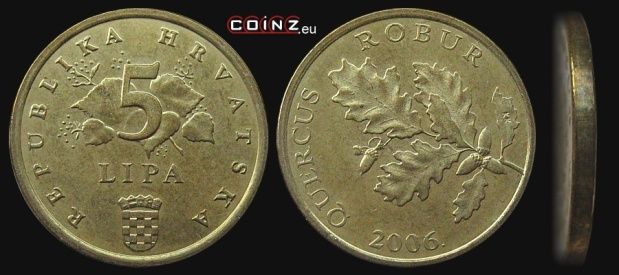 COINZ.eu
REPUBLIKA HRVATSKA
5
LIPA
QUERCUS ROBUR
2006.